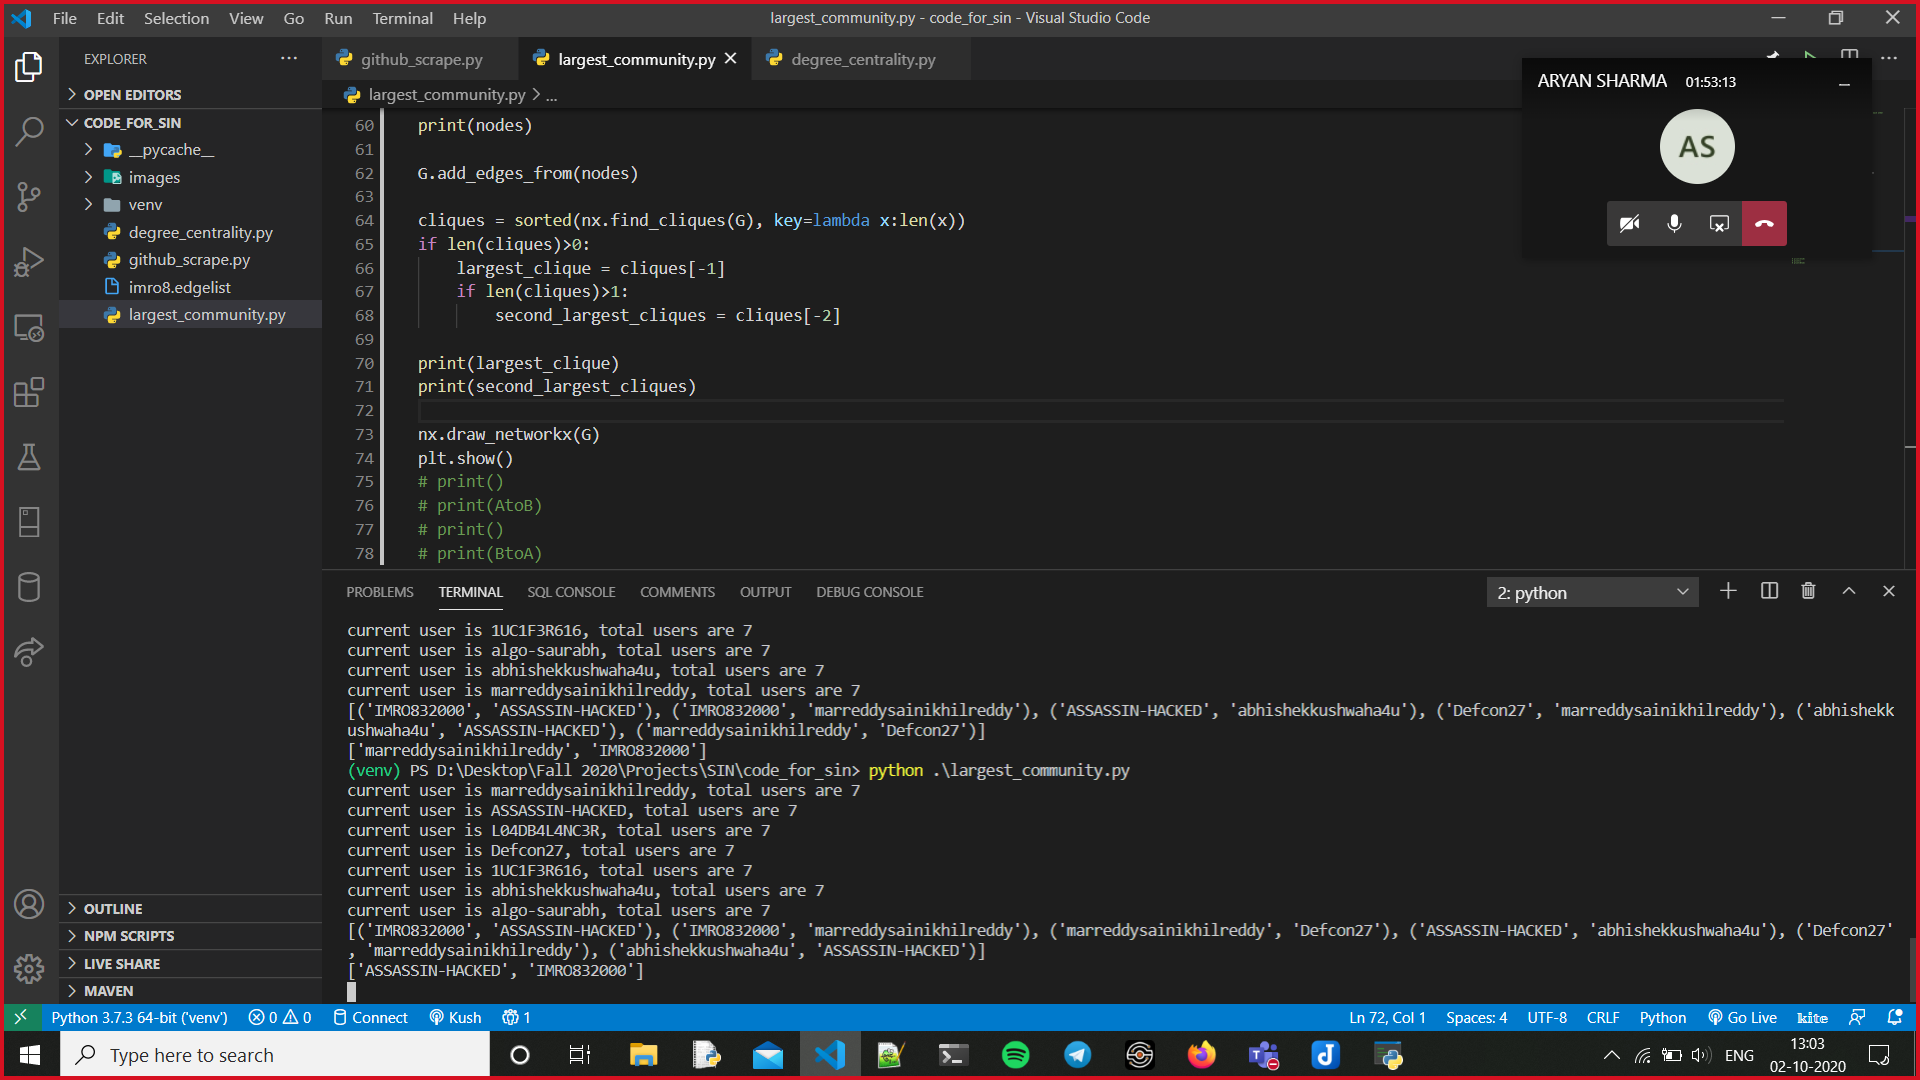 File Edit Selection View Go Run Terminal Help
largest_community.py - code_for_sin - Visual Studio Code
EXPLORER
OPEN EDITORS
CODE_FOR_SIN
__pycache__
images
venv
degree_centrality.py
github_scrape.py
imro8.edgelist
largest_community.py
OUTLINE
NPM SCRIPTS
LIVE SHARE
MAVEN
github_scrape.py largest_community.py degree_centrality.py
largest_community.py > ...
60 print(nodes)
61
62 G.add_edges_from(nodes)
63
64 cliques = sorted(nx.find_cliques(G), key=lambda x:len(x))
65 if len(cliques)>0:
66 largest_clique = cliques[-1]
67 if len(cliques)>1:
68 second_largest_cliques = cliques[-2]
69
70 print(largest_clique)
71 print(second_largest_cliques)
72
73 nx.draw_networkx(G)
74 plt.show()
75 # print()
76 # print(AtoB)
77 # print()
78 # print(BtoA)
ARYAN SHARMA 01:53:13
AS
PROBLEMS TERMINAL SQL CONSOLE COMMENTS OUTPUT DEBUG CONSOLE
2: python
current user is 1UC1F3R616, total users are 7
current user is algo-saurabh, total users are 7
current user is abhishekkushwaha4u, total users are 7
current user is marreddysainikhilreddy, total users are 7
[('IMRO832000', 'ASSASSIN-HACKED'), ('IMRO832000', 'marreddysainikhilreddy'), ('ASSASSIN-HACKED', 'abhishekkushwaha4u'), ('Defcon27', 'marreddysainikhilreddy'), ('abhishekk
ushwaha4u', 'ASSASSIN-HACKED'), ('marreddysainikhilreddy', 'Defcon27')]
['marreddysainikhilreddy', 'IMRO832000']
(venv) PS D:\Desktop\Fall 2020\Projects\SIN\code_for_sin> python .\largest_community.py
current user is marreddysainikhilreddy, total users are 7
current user is ASSASSIN-HACKED, total users are 7
current user is L04DB4L4NC3R, total users are 7
current user is Defcon27, total users are 7
current user is 1UC1F3R616, total users are 7
current user is abhishekkushwaha4u, total users are 7
current user is algo-saurabh, total users are 7
[('IMRO832000', 'ASSASSIN-HACKED'), ('IMRO832000', 'marreddysainikhilreddy'), ('marreddysainikhilreddy', 'Defcon27'), ('ASSASSIN-HACKED', 'abhishekkushwaha4u'), ('Defcon27'
, 'marreddysainikhilreddy'), ('abhishekkushwaha4u', 'ASSASSIN-HACKED')]
['ASSASSIN-HACKED', 'IMRO832000']
Python 3.7.3 64-bit ('venv') 0 0 Connect Kush 1 Ln 72, Col 1 Spaces: 4 UTF-8 CRLF Python Go Live kite
Type here to search
ENG
13:03
02-10-2020